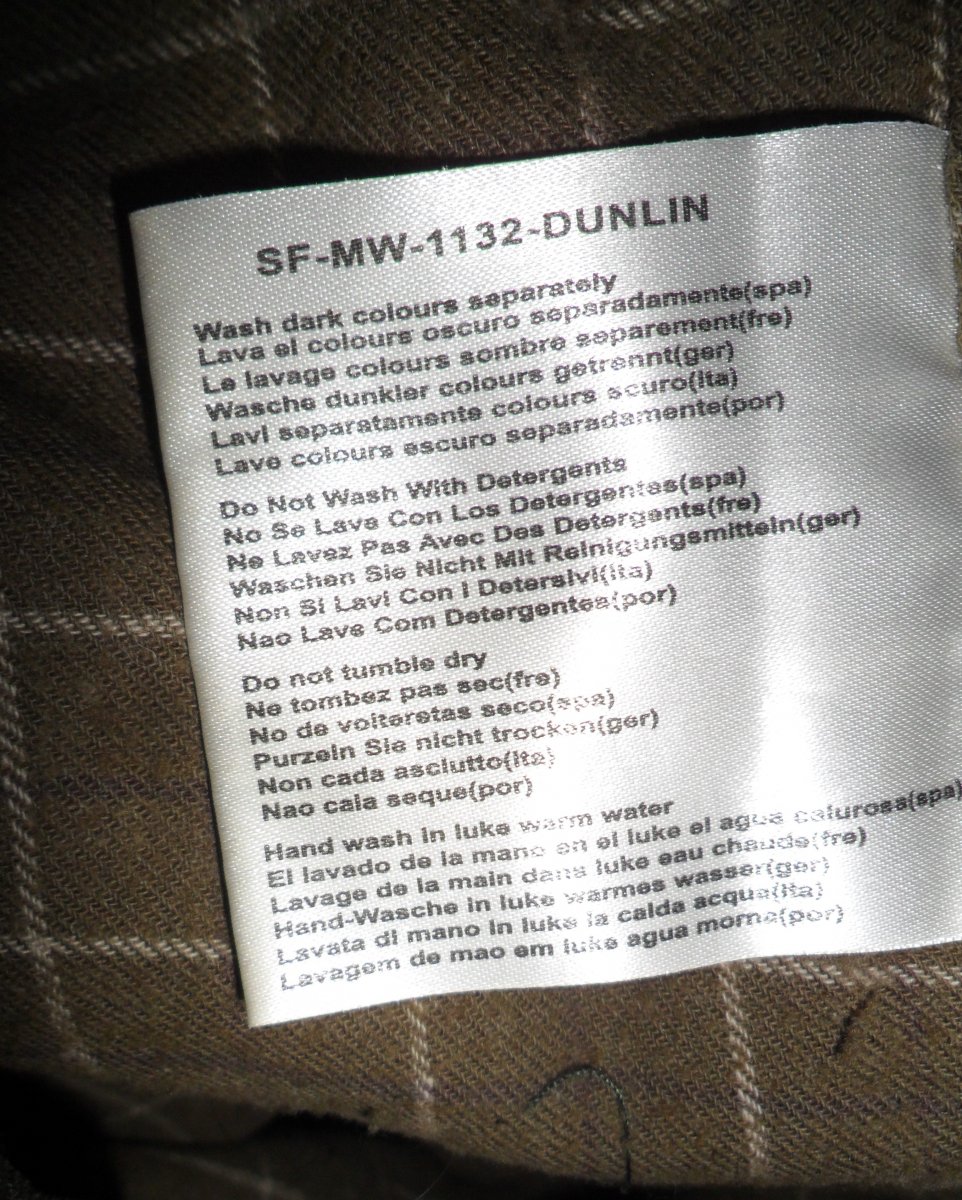 SF-MW-1132-DUNLIN
Wash dark colours separately
Lava el colours oscuro separadamente(spa)
Le lavage colours sombre separement(fre)
Wasche dunkler colours getrennt(ger)
Lavi separatamente colours scuro(ita)
Lave colours escuro separadamente(por)
Do Not Wash With Detergents
No Se Lave Con Los Detergentes(spa)
Ne Lavez Pas Avec Des Detergents(fre)
Waschen Sie Nicht Mit Reinigungsmitteln(ger)
Non Si Lavi Con I Detersivi(ita)
Nao Lave Com Detergentes(por)
Do not tumble dry
Ne tombez pas sec(fre)
No de volteretas seco(spa)
Purzeln Sie nicht trocken(ger)
Non cada asciutto(ita)
Nao caia seque(por)
Hand wash in luke warm water
El lavado de la mano en el luke el agua calurosa(spa)
Lavage de la main dans luke eau chaude(fre)
Hand-Wasche in luke warmes wasser(ger)
Lavata di mano in luke la calda acqua(ita)
Lavagem de mao em luke agua morna(por)